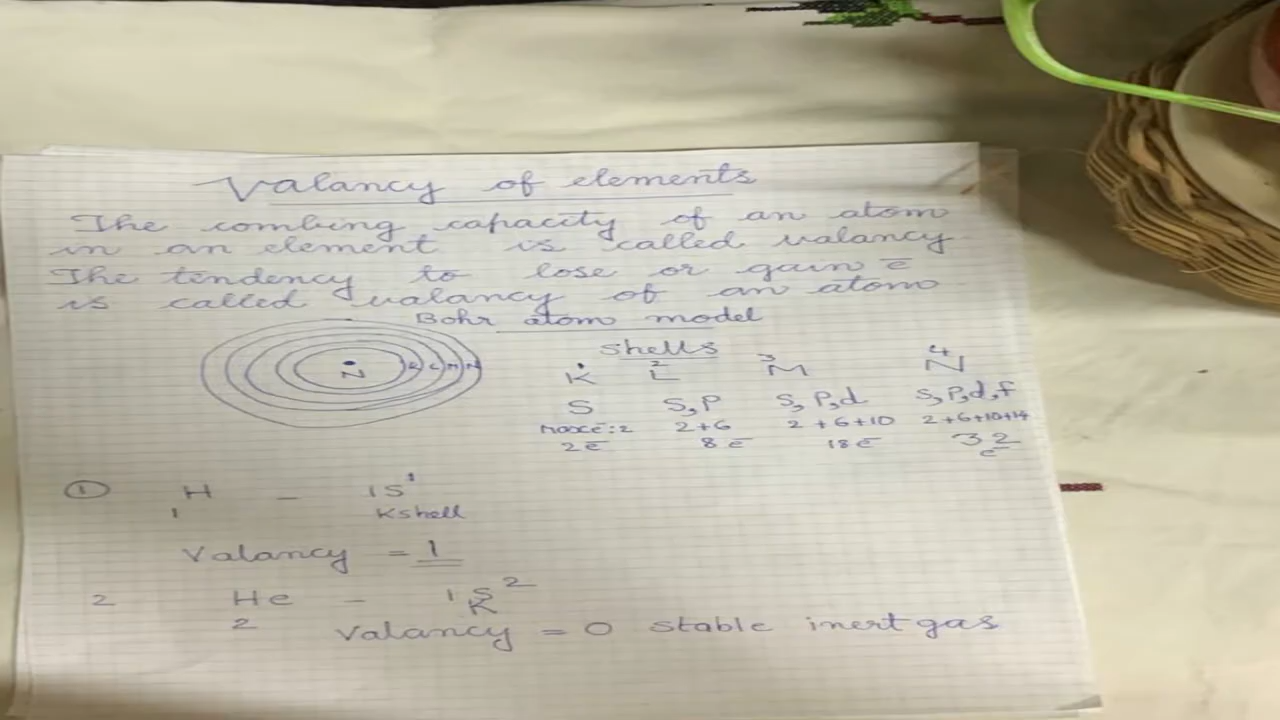 Valancy of elements
The combing capacity of an atom
in an element is called valancy
The tendency to lose or gain e̅
is called valancy of an atom
Bohr atom model
Shells
N K L M N
1 2 3 4
K L M N
S S,P S, P,d S, P,d,f
2 2+6 2+6+10 2+6+10+14
2e̅ 8e̅ 18e̅ 32 e̅
① H - 1S¹
1 K shell
Valancy = 1
2 He - 1S²
2 K
Valancy = 0 stable inert gas